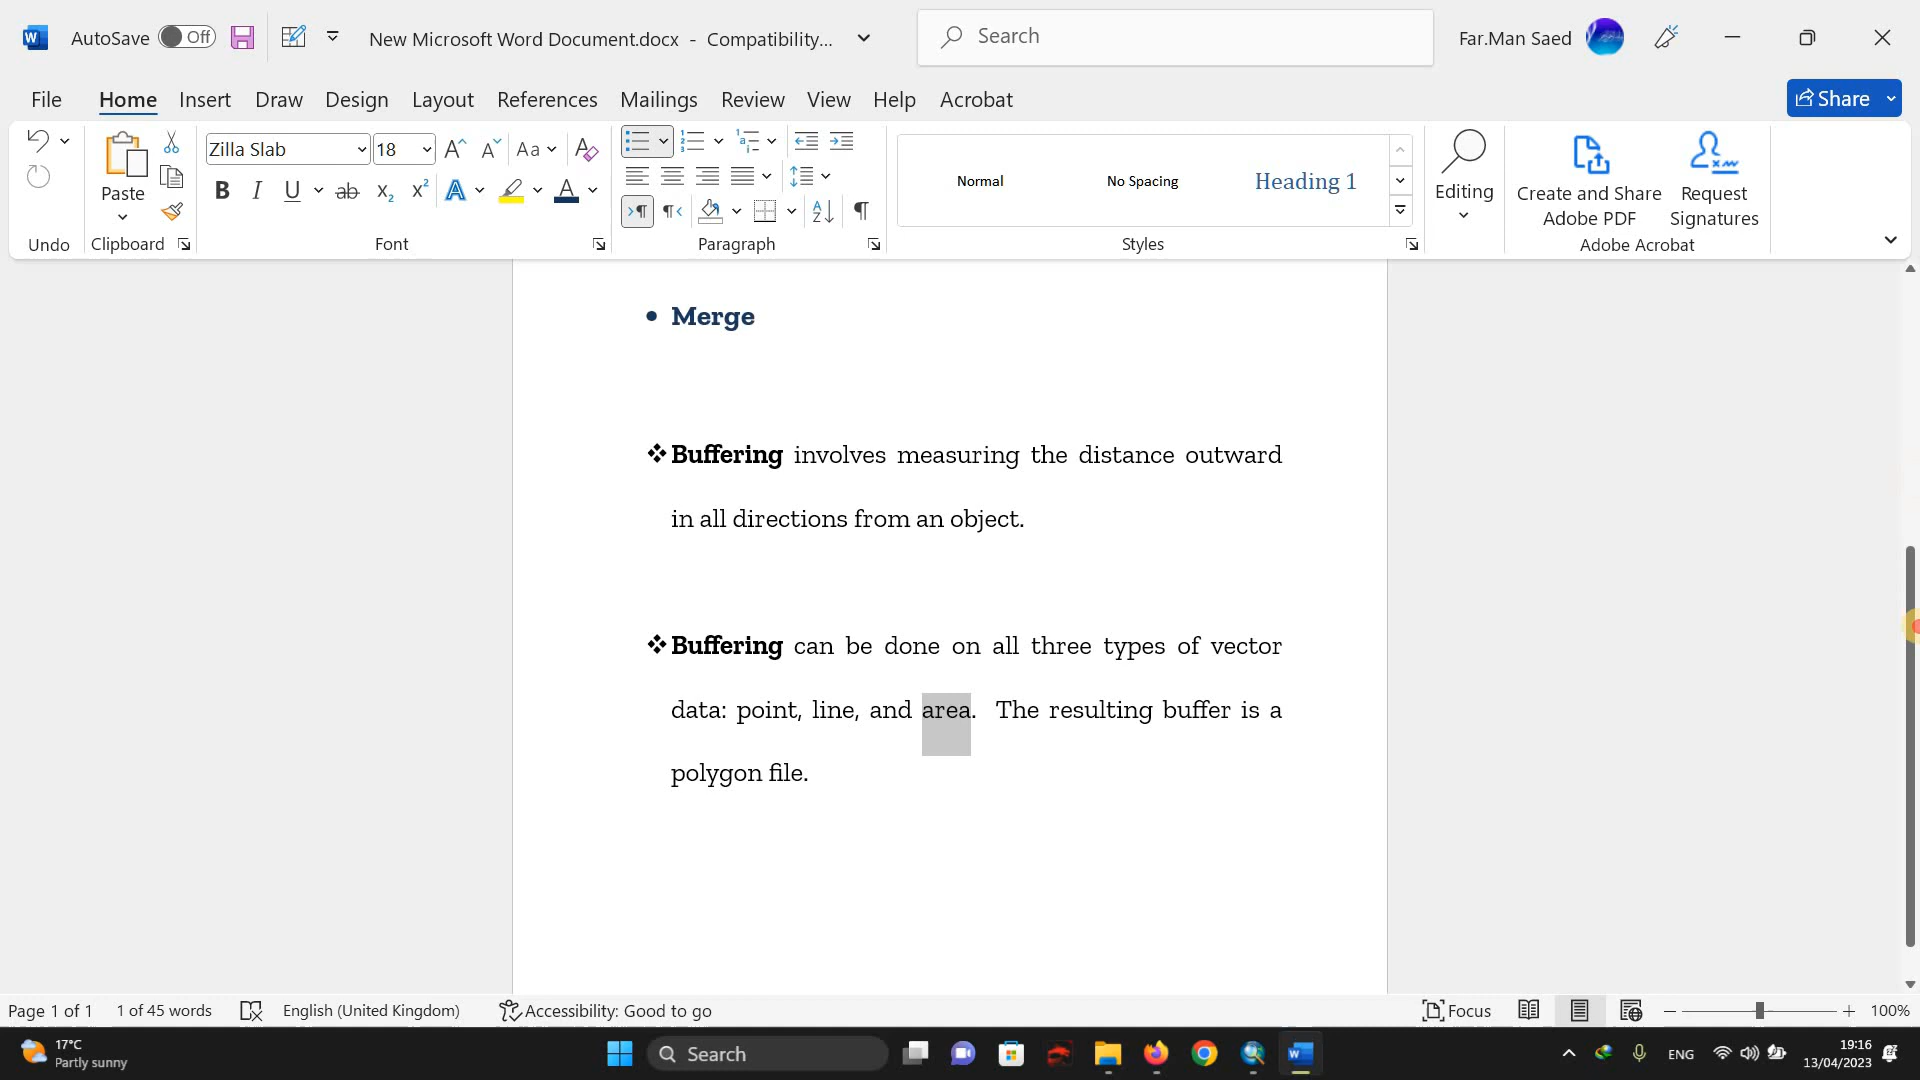 AutoSave Off New Microsoft Word Document.docx - Compatibility... Search Far.Man Saed
File Home Insert Draw Design Layout References Mailings Review View Help Acrobat Share
Zilla Slab 18 Aa
Normal No Spacing Heading 1
Paste Editing Create and Share Adobe PDF Request Signatures
Undo Clipboard Font Paragraph Styles Adobe Acrobat
• Merge
❖ Buffering involves measuring the distance outward
in all directions from an object.
❖ Buffering can be done on all three types of vector
data: point, line, and area. The resulting buffer is a
polygon file.
Page 1 of 1 1 of 45 words English (United Kingdom) Accessibility: Good to go Focus 100%
17°C
Partly sunny
Search
ENG
19:16
13/04/2023